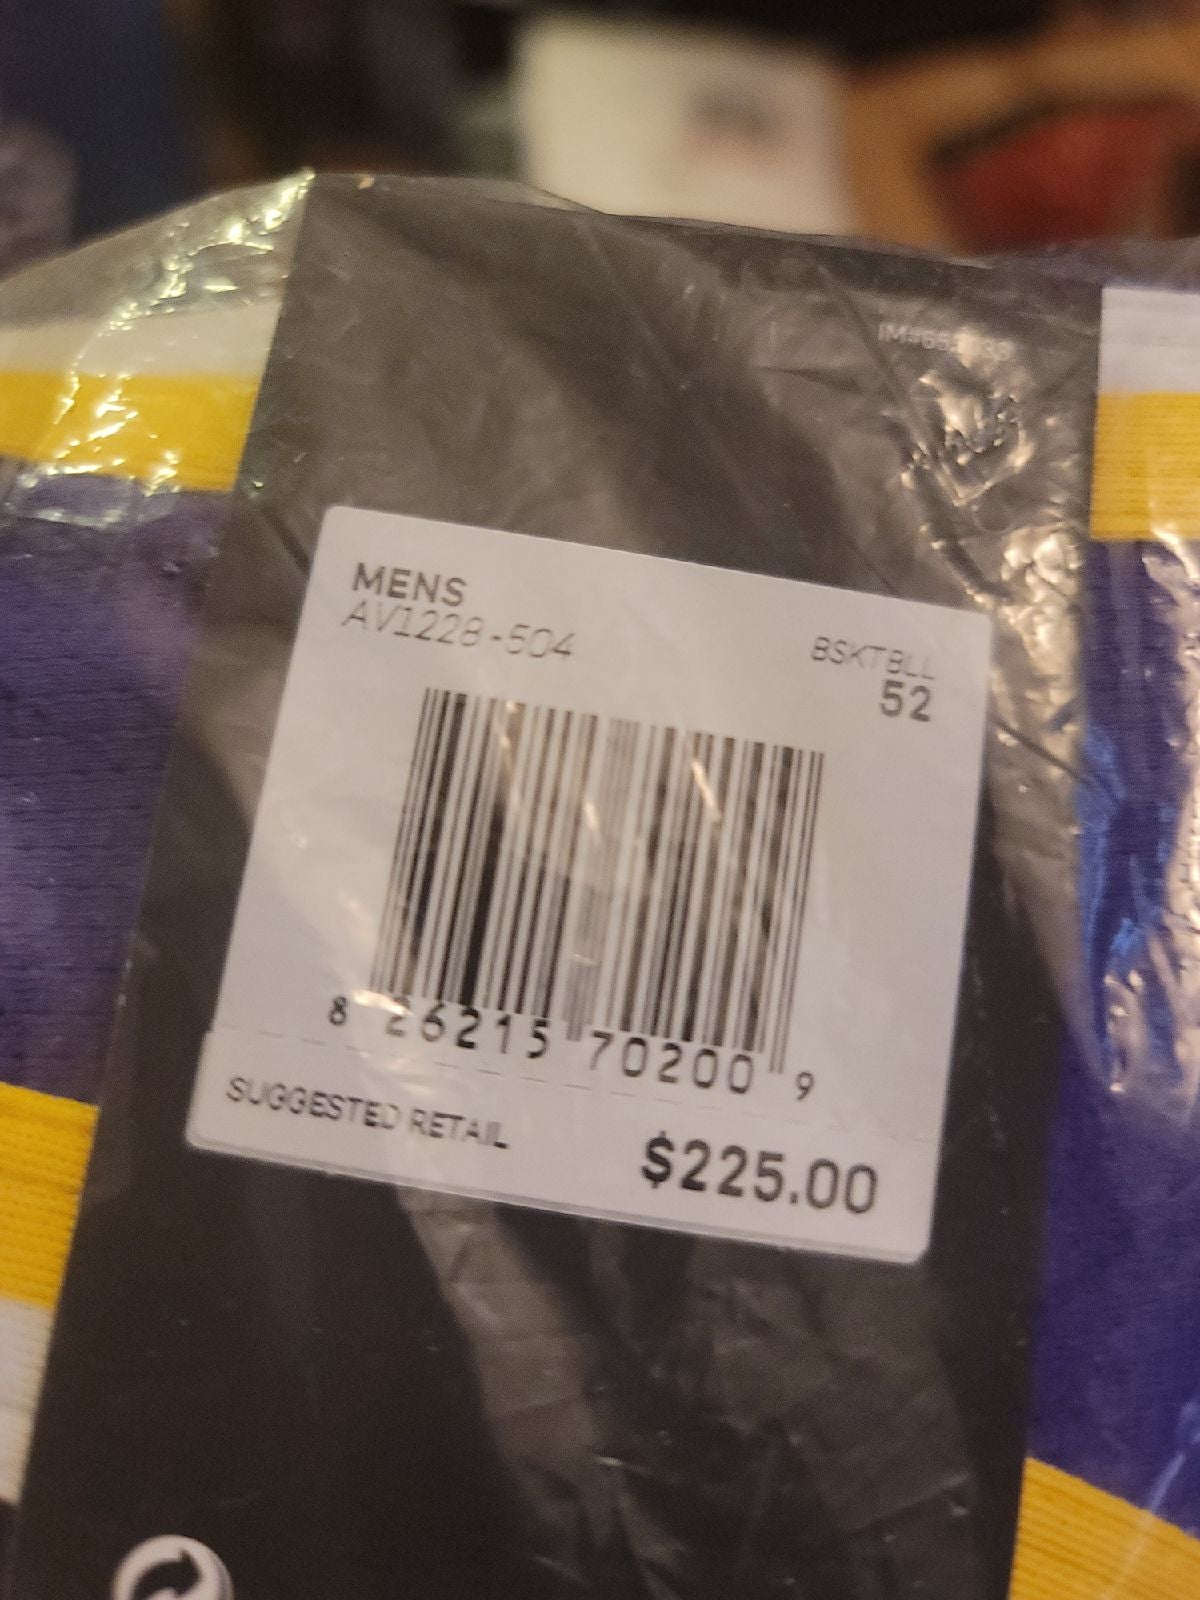 MENS
AV1228-504
BSKTBLL
52
8 26215 70200 9
SUGGESTED RETAIL
$225.00